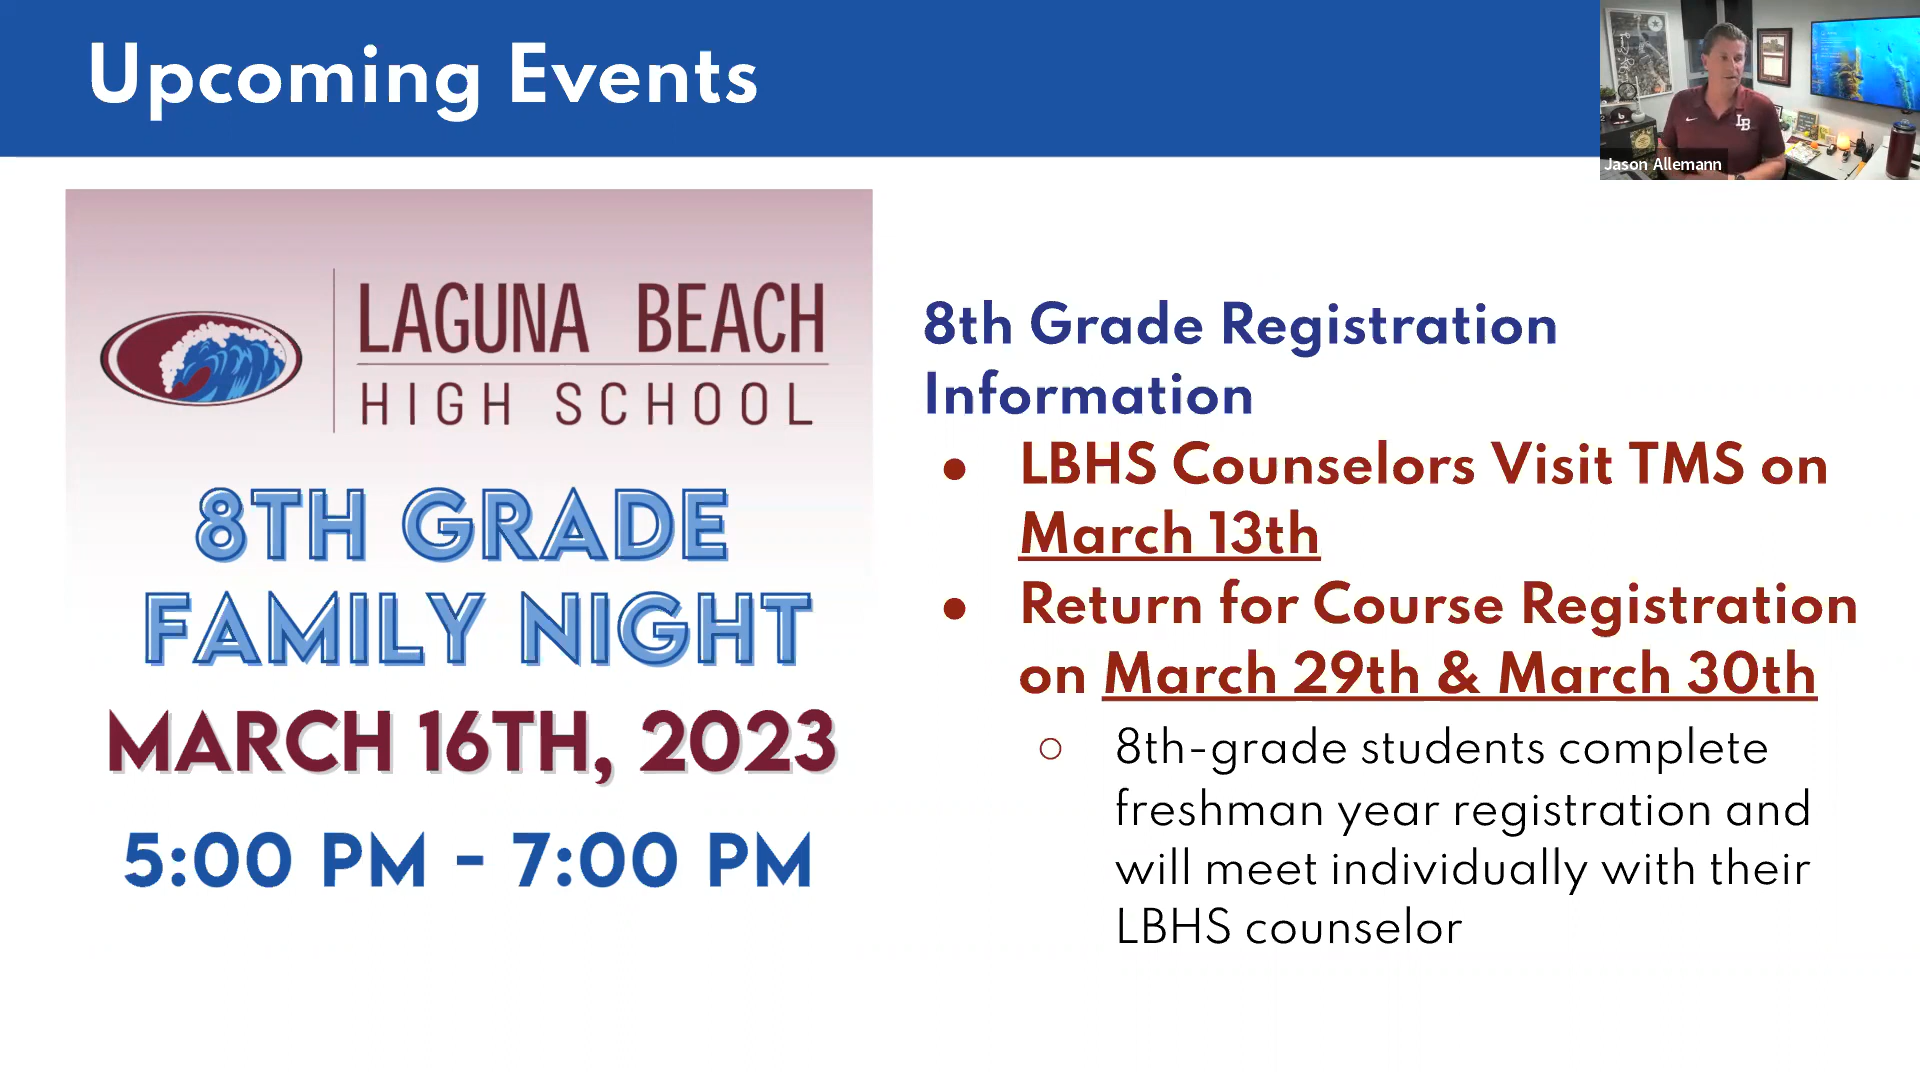 Upcoming Events
LB
Jason Allemann
LAGUNA BEACH
HIGH SCHOOL
8TH GRADE
FAMILY NIGHT
MARCH 16TH, 2023
5:00 PM - 7:00 PM
8th Grade Registration
Information
● LBHS Counselors Visit TMS on
March 13th
● Return for Course Registration
on March 29th & March 30th
○ 8th-grade students complete
freshman year registration and
will meet individually with their
LBHS counselor